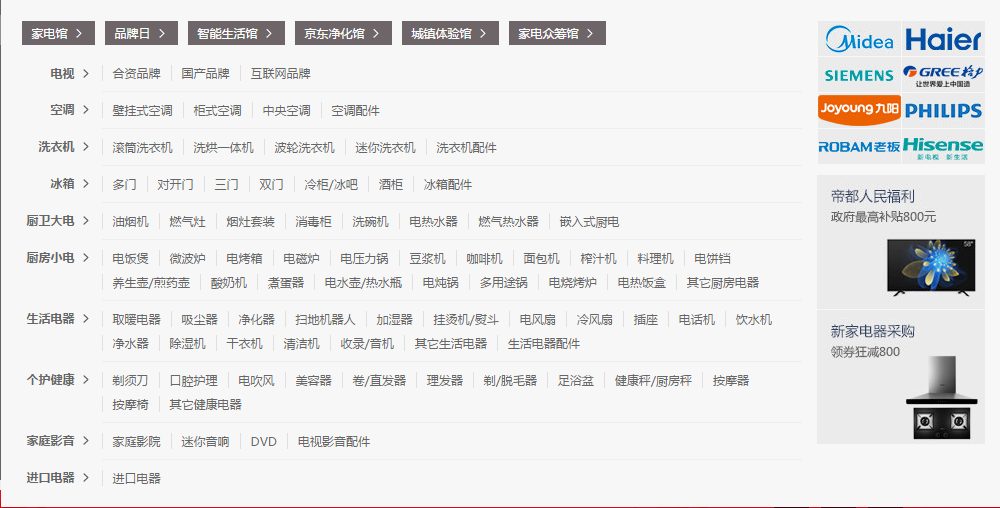 家电馆 > 品牌日 > 智能生活馆 > 京东净化馆 > 城镇体验馆 > 家电众筹馆 >
电视 > 合资品牌 国产品牌 互联网品牌
空调 > 壁挂式空调 柜式空调 中央空调 空调配件
洗衣机 > 滚筒洗衣机 洗烘一体机 波轮洗衣机 迷你洗衣机 洗衣机配件
冰箱 > 多门 对开门 三门 双门 冷柜/冰吧 酒柜 冰箱配件
厨卫大电 > 油烟机 燃气灶 烟灶套装 消毒柜 洗碗机 电热水器 燃气热水器 嵌入式厨电
厨房小电 > 电饭煲 微波炉 电烤箱 电磁炉 电压力锅 豆浆机 咖啡机 面包机 榨汁机 料理机 电饼铛
养生壶/煎药壶 酸奶机 煮蛋器 电水壶/热水瓶 电炖锅 多用途锅 电烧烤炉 电热饭盒 其它厨房电器
生活电器 > 取暖电器 吸尘器 净化器 扫地机器人 加湿器 挂烫机/熨斗 电风扇 冷风扇 插座 电话机 饮水机
净水器 除湿机 干衣机 清洁机 收录/音机 其它生活电器 生活电器配件
个护健康 > 剃须刀 口腔护理 电吹风 美容器 卷/直发器 理发器 剃/脱毛器 足浴盆 健康秤/厨房秤 按摩器
按摩椅 其它健康电器
家庭影音 > 家庭影院 迷你音响 DVD 电视影音配件
进口电器 > 进口电器
Midea Haier
SIEMENS GREE格力
让世界爱上中国造
Joyoung九阳 PHILIPS
ROBAM老板 Hisense
新电视 新生活
帝都人民福利
政府最高补贴800元
58"
新家电器采购
领券狂减800